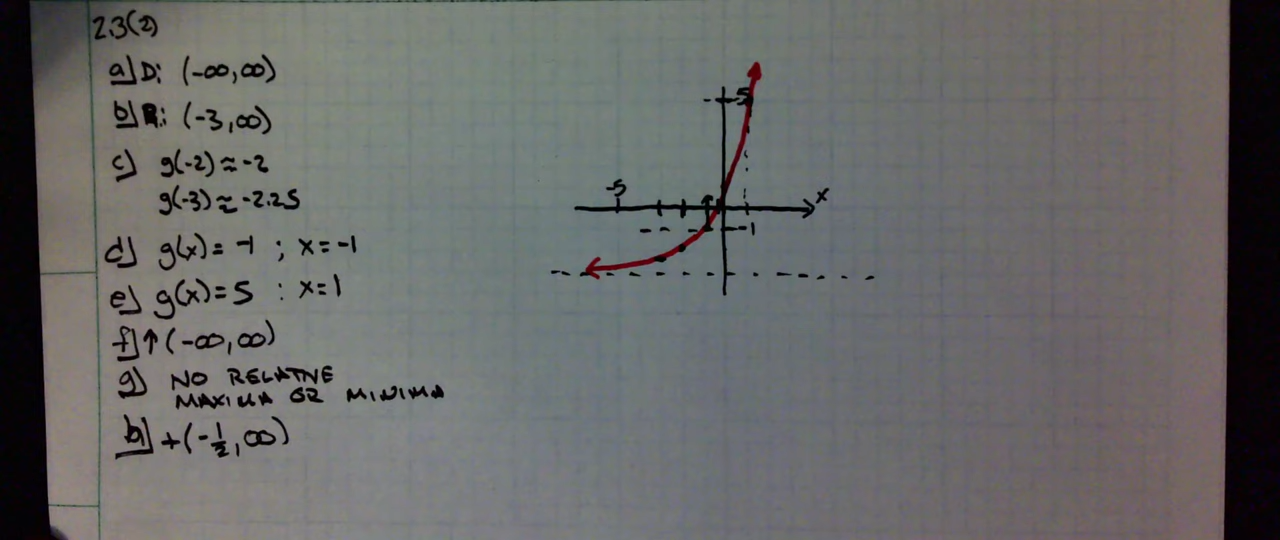 2.3(2)
a) D: (-∞,∞)
b) R: (-3,∞)
c) g(-2) ≈ -2
g(-3) ≈ -2.25
d) g(x) = -1 ; x = -1
e) g(x) = 5 : x = 1
f) ↑ (-∞,∞)
g) NO RELATIVE
MAXIMA OR MINIMA
h) + (-1/2, ∞)
5
-5
x
-1